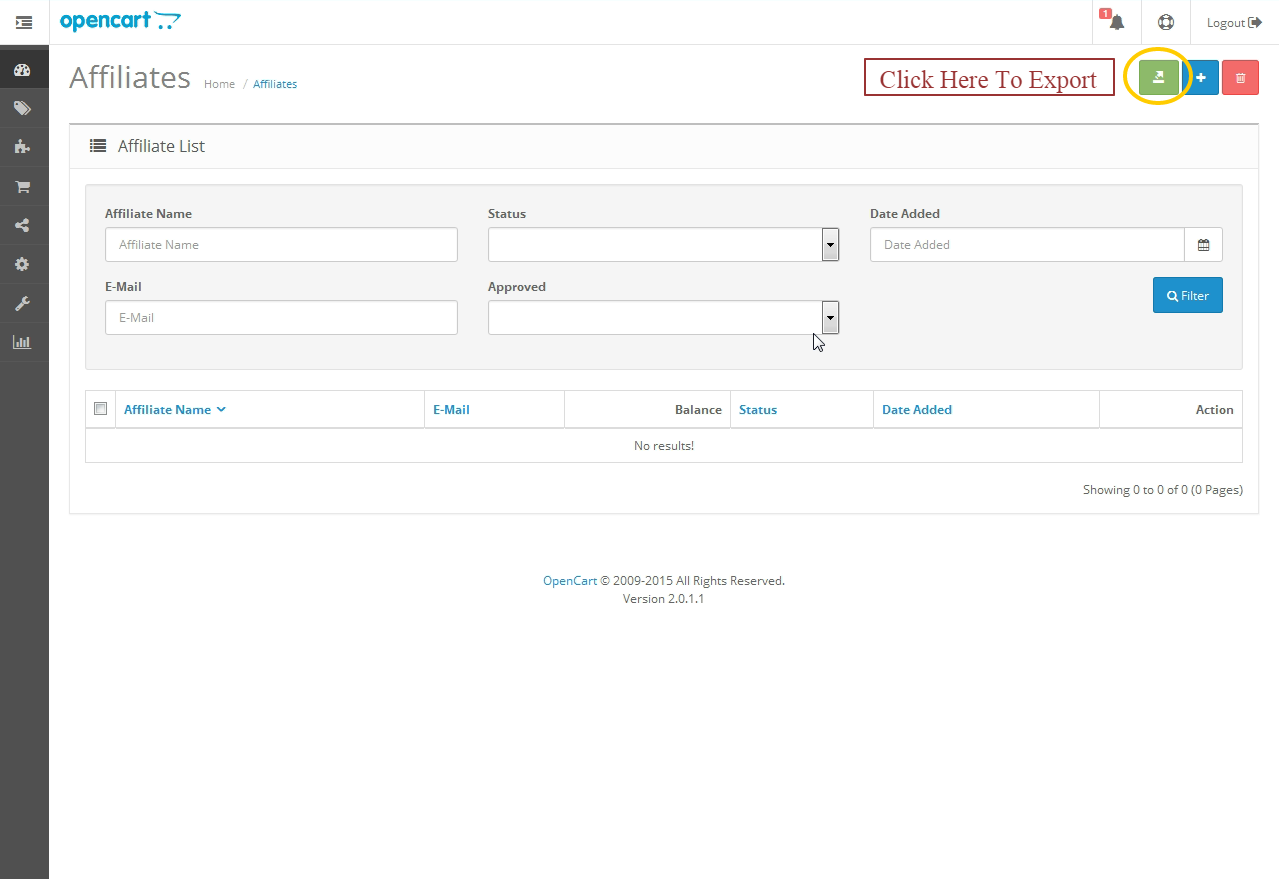 opencart
1
Logout
Affiliates
Home / Affiliates
Click Here To Export
Affiliate List
Affiliate Name
Status
Date Added
Affiliate Name
Date Added
E-Mail
Approved
E-Mail
Filter
Affiliate Name E-Mail Balance Status Date Added Action
No results!
Showing 0 to 0 of 0 (0 Pages)
OpenCart © 2009-2015 All Rights Reserved.
Version 2.0.1.1